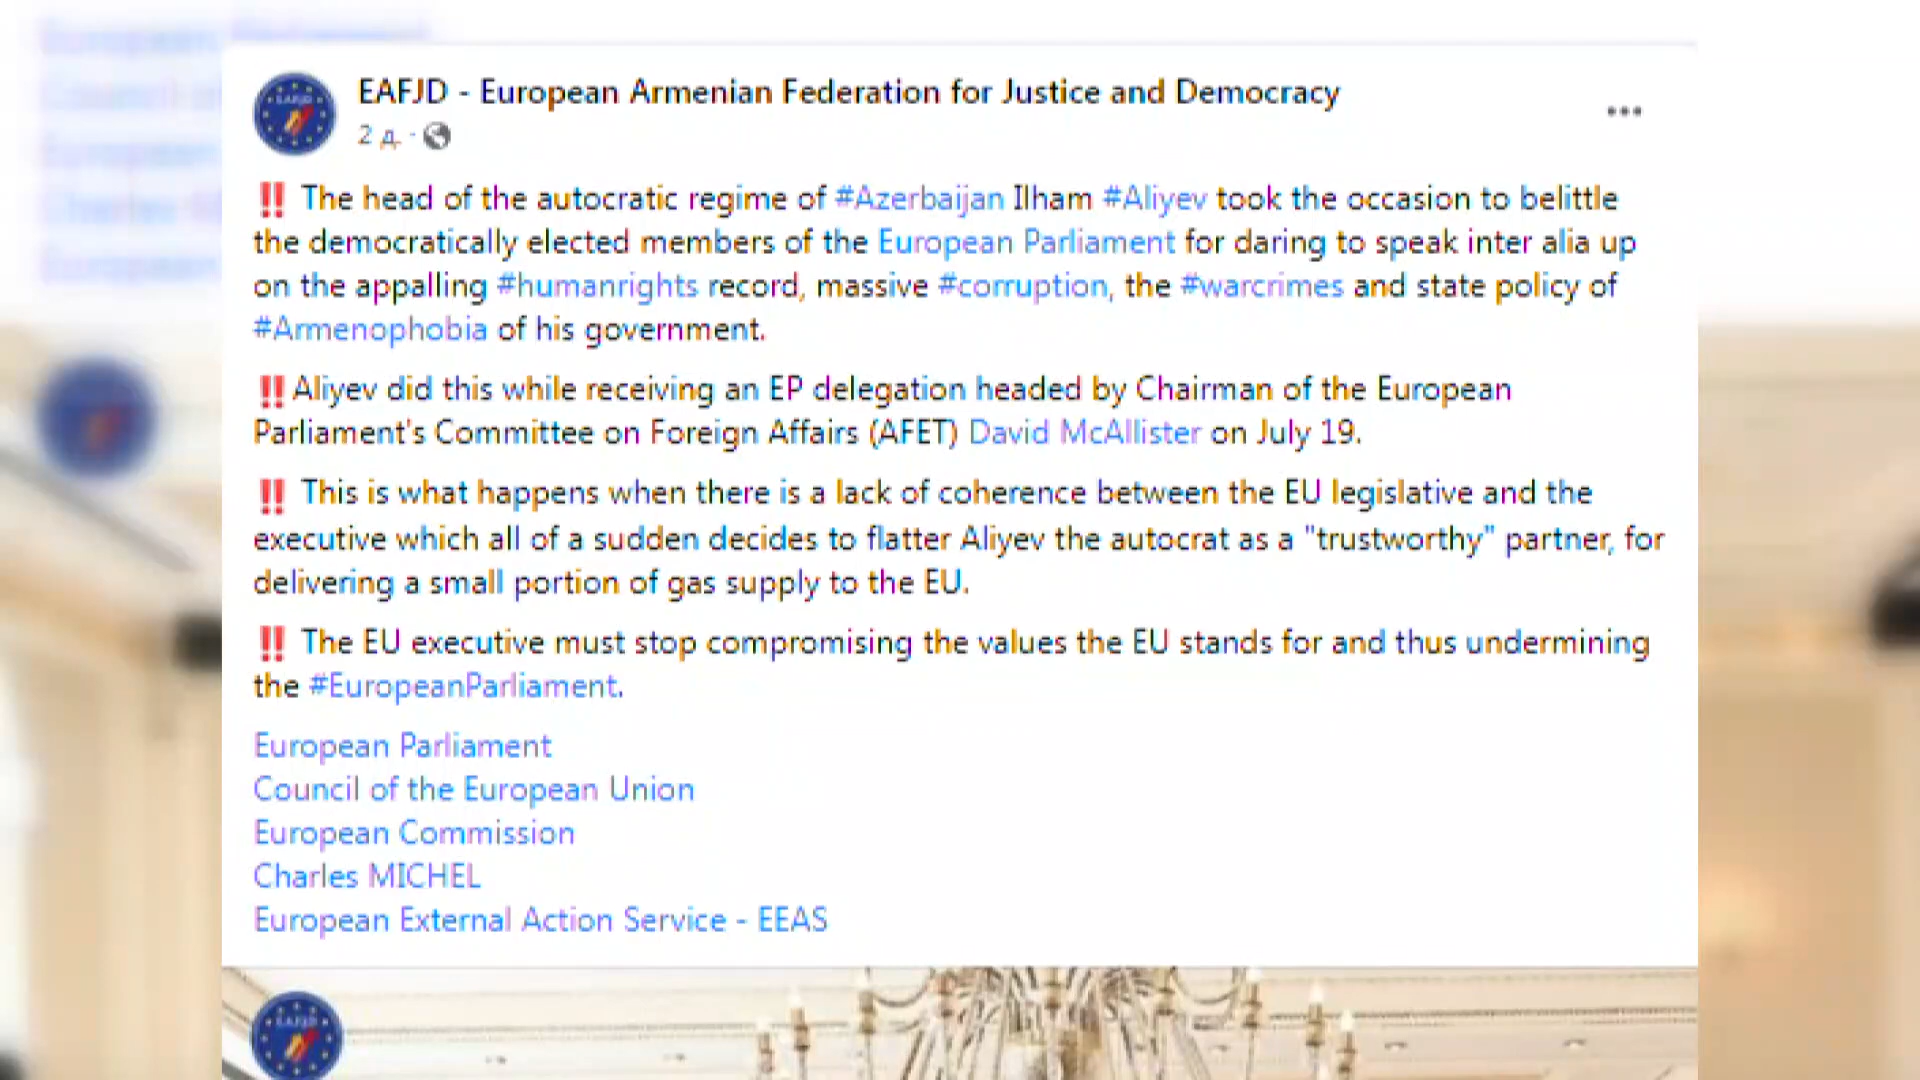 EAFJD - European Armenian Federation for Justice and Democracy
2 д. ·
‼ The head of the autocratic regime of #Azerbaijan Ilham #Aliyev took the occasion to belittle
the democratically elected members of the European Parliament for daring to speak inter alia up
on the appalling #humanrights record, massive #corruption, the #warcrimes and state policy of
#Armenophobia of his government.
‼Aliyev did this while receiving an EP delegation headed by Chairman of the European
Parliament's Committee on Foreign Affairs (AFET) David McAllister on July 19.
‼ This is what happens when there is a lack of coherence between the EU legislative and the
executive which all of a sudden decides to flatter Aliyev the autocrat as a "trustworthy" partner, for
delivering a small portion of gas supply to the EU.
‼ The EU executive must stop compromising the values the EU stands for and thus undermining
the #EuropeanParliament.
European Parliament
Council of the European Union
European Commission
Charles MICHEL
European External Action Service - EEAS